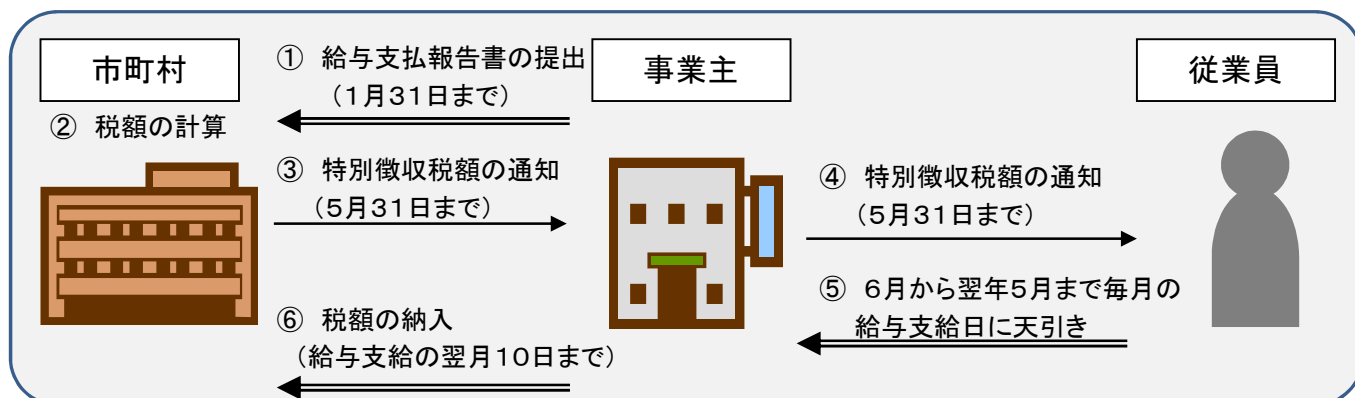 市町村
事業主
従業員
① 給与支払報告書の提出
(1月31日まで)
② 税額の計算
③ 特別徴収税額の通知
(5月31日まで)
④ 特別徴収税額の通知
(5月31日まで)
⑤ 6月から翌年5月まで毎月の
給与支給日に天引き
⑥ 税額の納入
(給与支給の翌月10日まで)